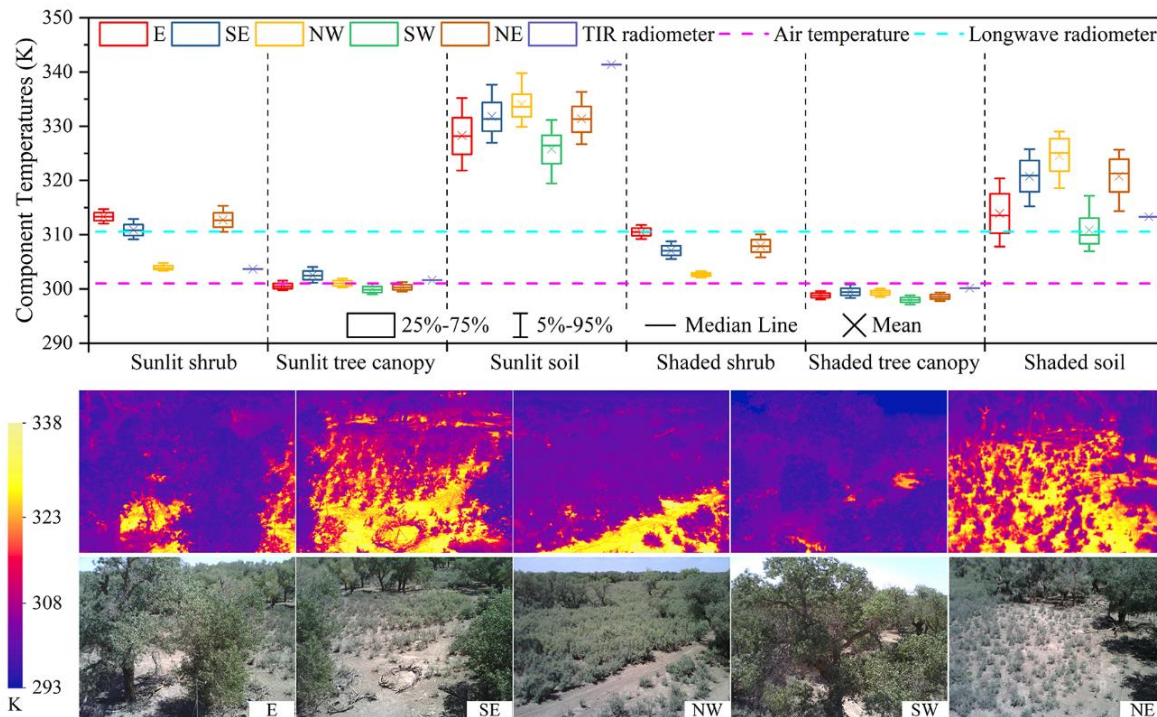 350
E SE NW SW NE TIR radiometer Air temperature Longwave radiometer
340
330
320
310
300
290
Component Temperatures (K)
25%-75% 5%-95% Median Line Mean
Sunlit shrub Sunlit tree canopy Sunlit soil Shaded shrub Shaded tree canopy Shaded soil
338
323
308
293
K
E SE NW SW NE